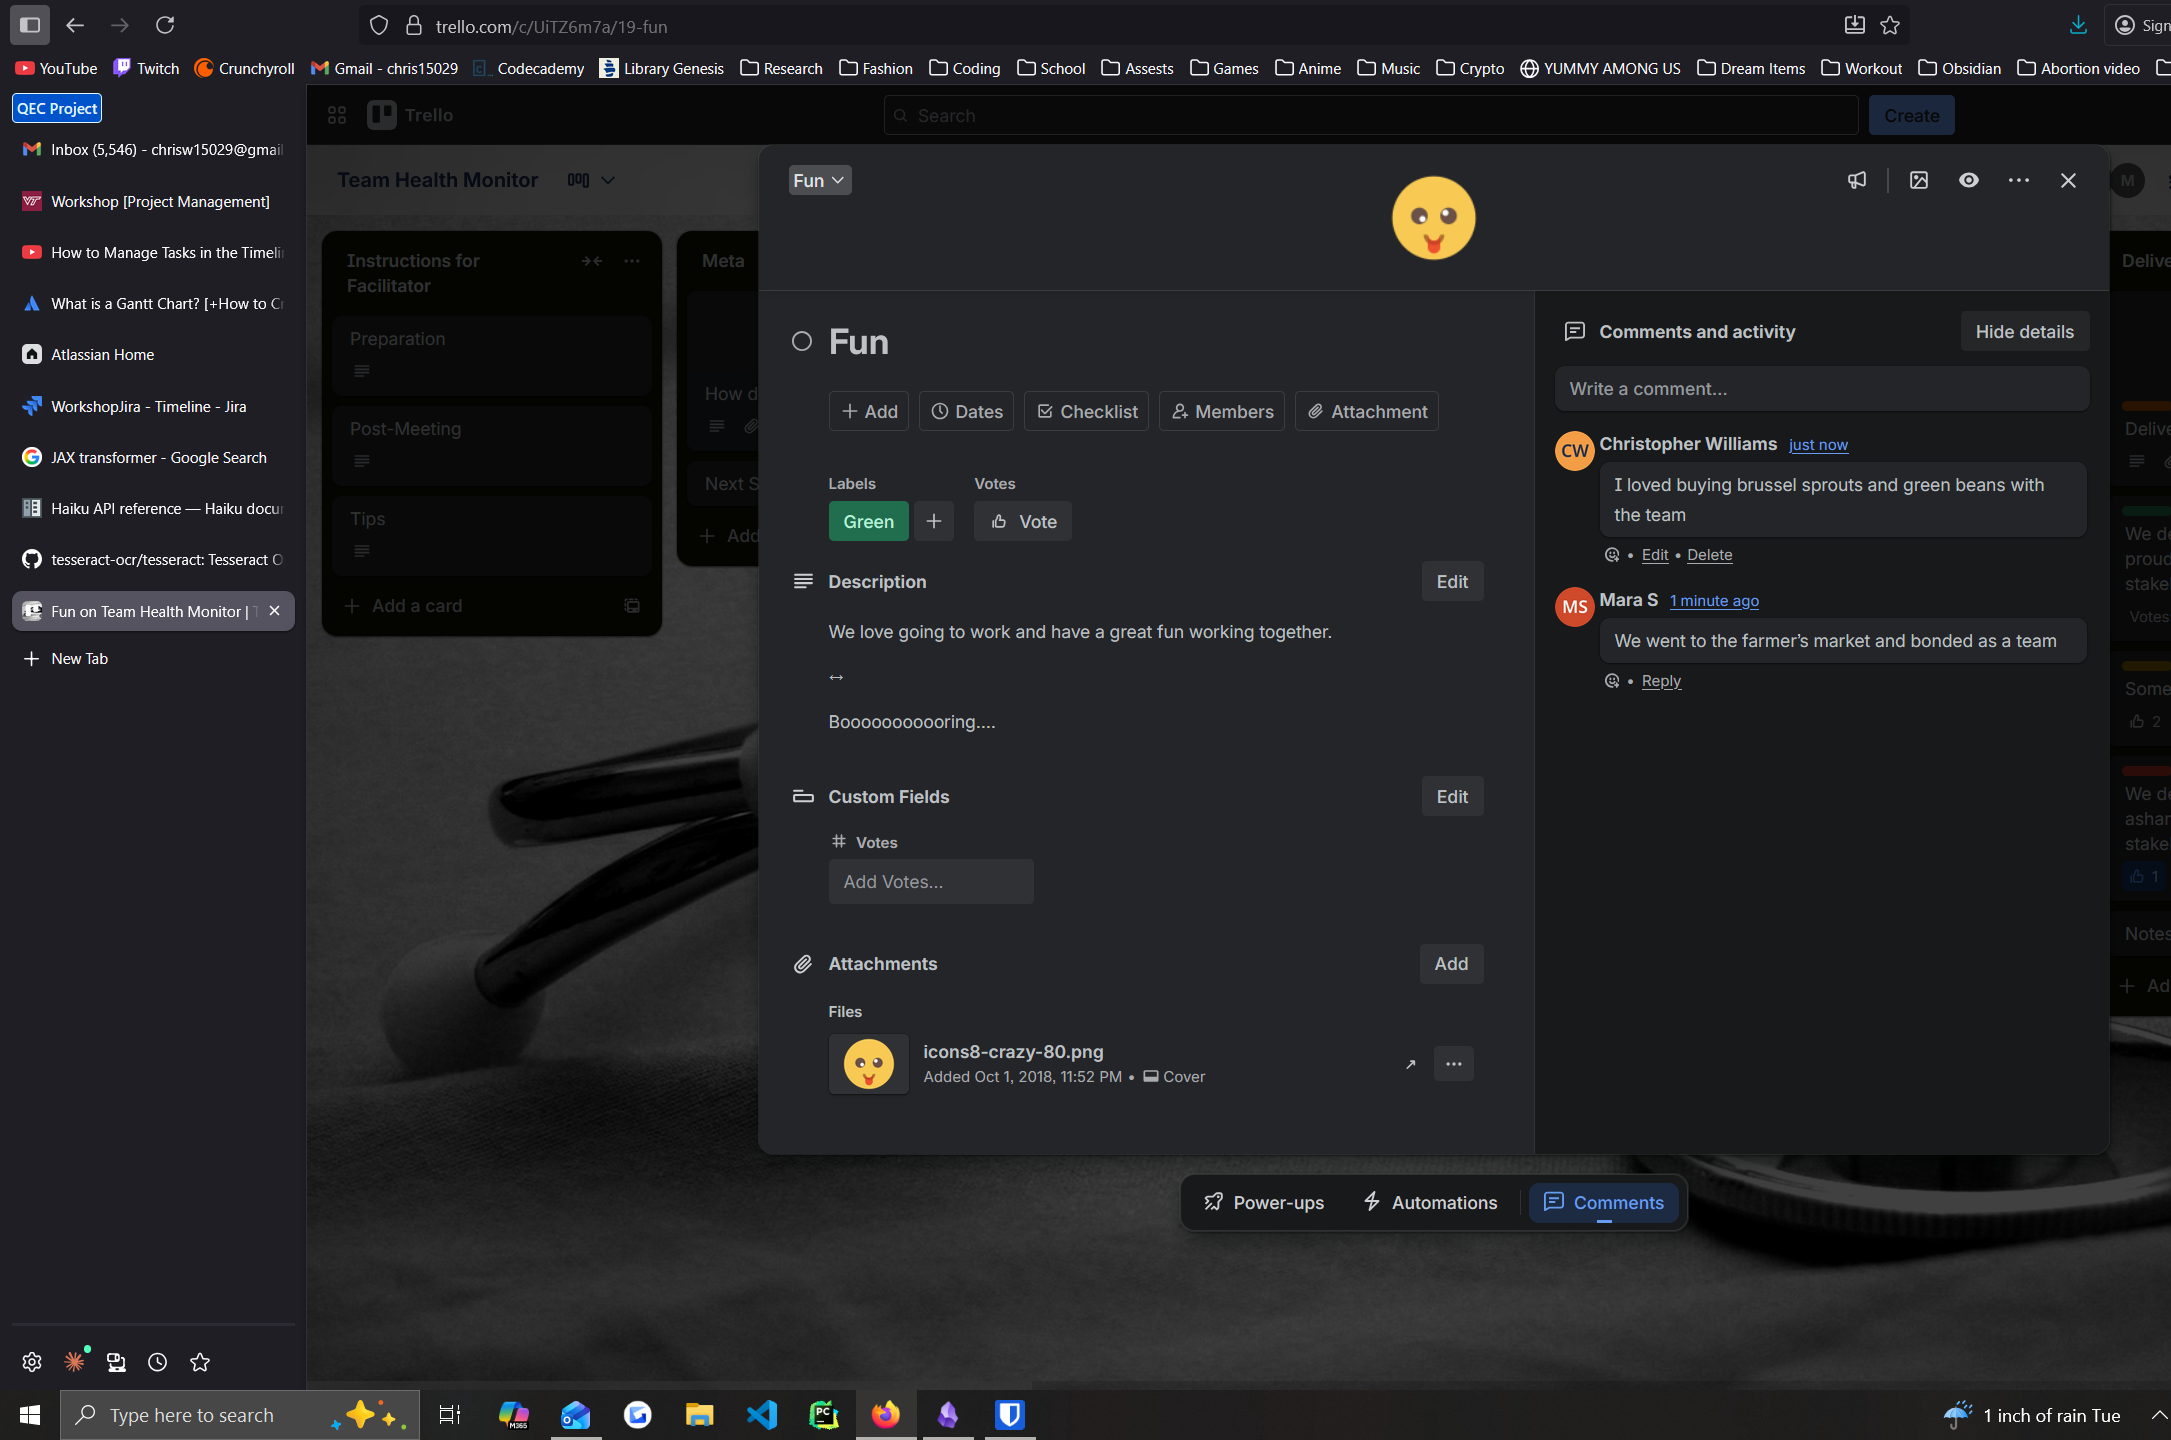 trello.com/c/UiTZ6m7a/19-fun
Sign
YouTube Twitch Crunchyroll Gmail - chris15029 Codecademy Library Genesis Research Fashion Coding School Assests Games Anime Music Crypto YUMMY AMONG US Dream Items Workout Obsidian Abortion video
QEC Project
Inbox (5,546) - chrisw15029@gmail
Workshop [Project Management]
How to Manage Tasks in the Timeli
What is a Gantt Chart? [+How to Cr
Atlassian Home
WorkshopJira - Timeline - Jira
JAX transformer - Google Search
Haiku API reference — Haiku docu
tesseract-ocr/tesseract: Tesseract O
Fun on Team Health Monitor | T
New Tab
Trello
Search
Create
Team Health Monitor
M
Instructions for
Facilitator
Preparation
Post-Meeting
Tips
Add a card
Meta
How d
Next S
Add
Fun
Fun
Add Dates Checklist Members Attachment
Labels Votes
Green + Vote
Description Edit
We love going to work and have a great fun working together.
↔
Boooooooooooring....
Custom Fields Edit
# Votes
Add Votes...
Attachments Add
Files
icons8-crazy-80.png
Added Oct 1, 2018, 11:52 PM • Cover
Comments and activity Hide details
Write a comment...
CW Christopher Williams just now
I loved buying brussel sprouts and green beans with
the team
• Edit • Delete
MS Mara S 1 minute ago
We went to the farmer's market and bonded as a team
• Reply
Delive
Delive
We de
proud
stake
Votes
Some
2
We de
asham
stake
1
Notes
Ad
Power-ups Automations Comments
Type here to search
M365
PC
1 inch of rain Tue